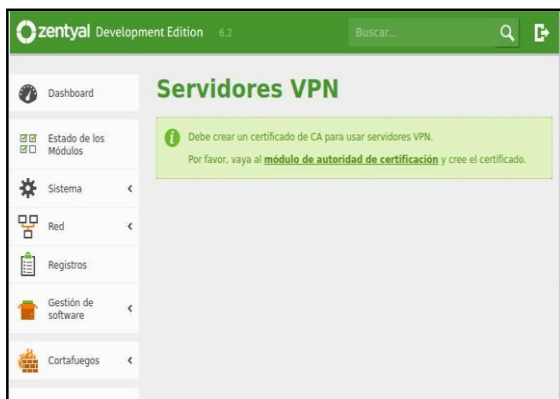 zentyal Development Edition 6.2 Buscar...
Dashboard
Estado de los
Módulos
Sistema
Red
Registros
Gestión de
software
Cortafuegos
Servidores VPN
Debe crear un certificado de CA para usar servidores VPN.
Por favor, vaya al módulo de autoridad de certificación y cree el certificado.